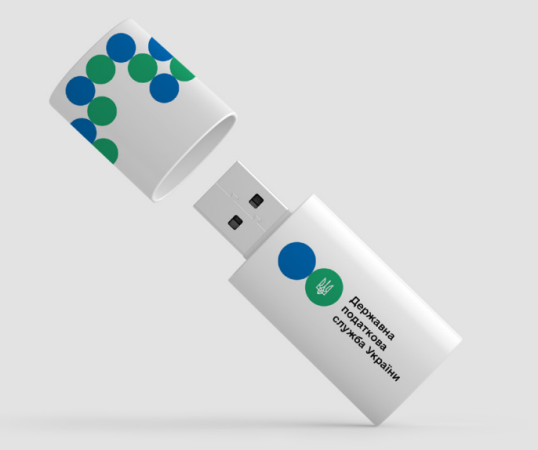 Державна
податкова
служба України